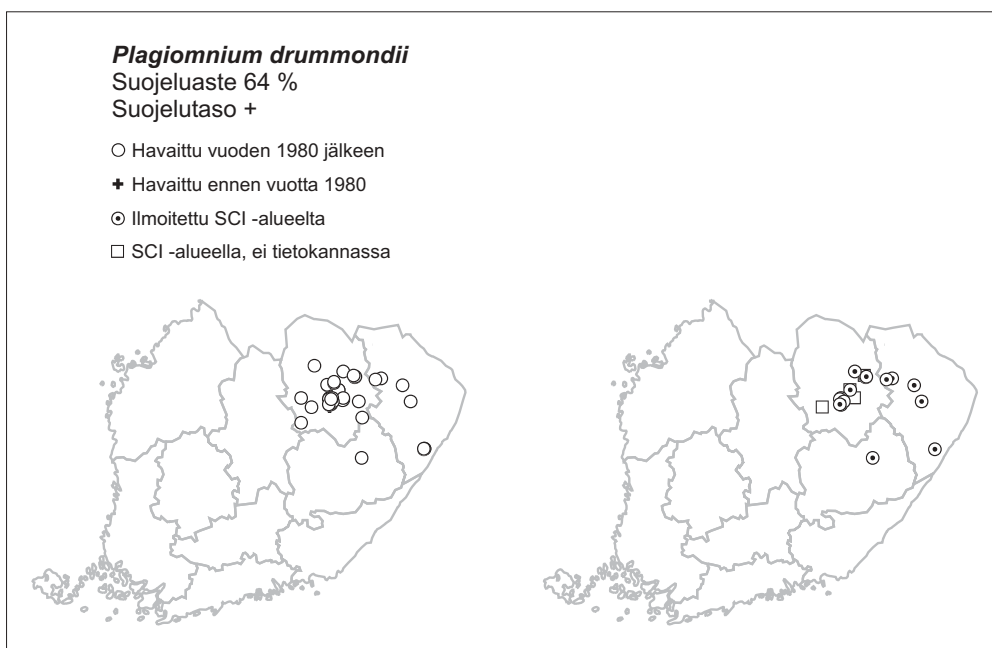 Plagiomnium drummondii
Suojeluaste 64 %
Suojelutaso +
Havaittu vuoden 1980 jälkeen
Havaittu ennen vuotta 1980
Ilmoitettu SCI -alueelta
SCI -alueella, ei tietokannassa